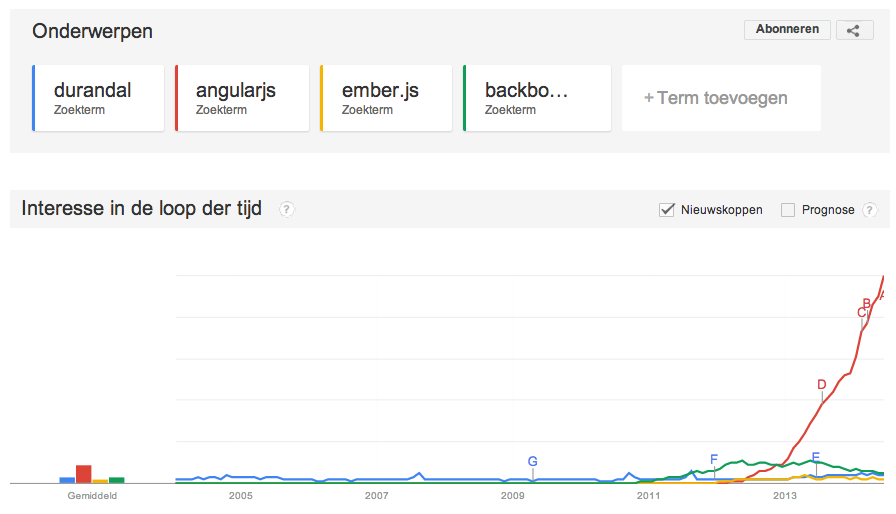 Onderwerpen
Abonneren
durandal
Zoekterm
angularjs
Zoekterm
ember.js
Zoekterm
backbo...
Zoekterm
+ Term toevoegen
Interesse in de loop der tijd ?
Nieuwskoppen
Prognose ?
A
B
C
D
E
F
G
Gemiddeld
2005
2007
2009
2011
2013